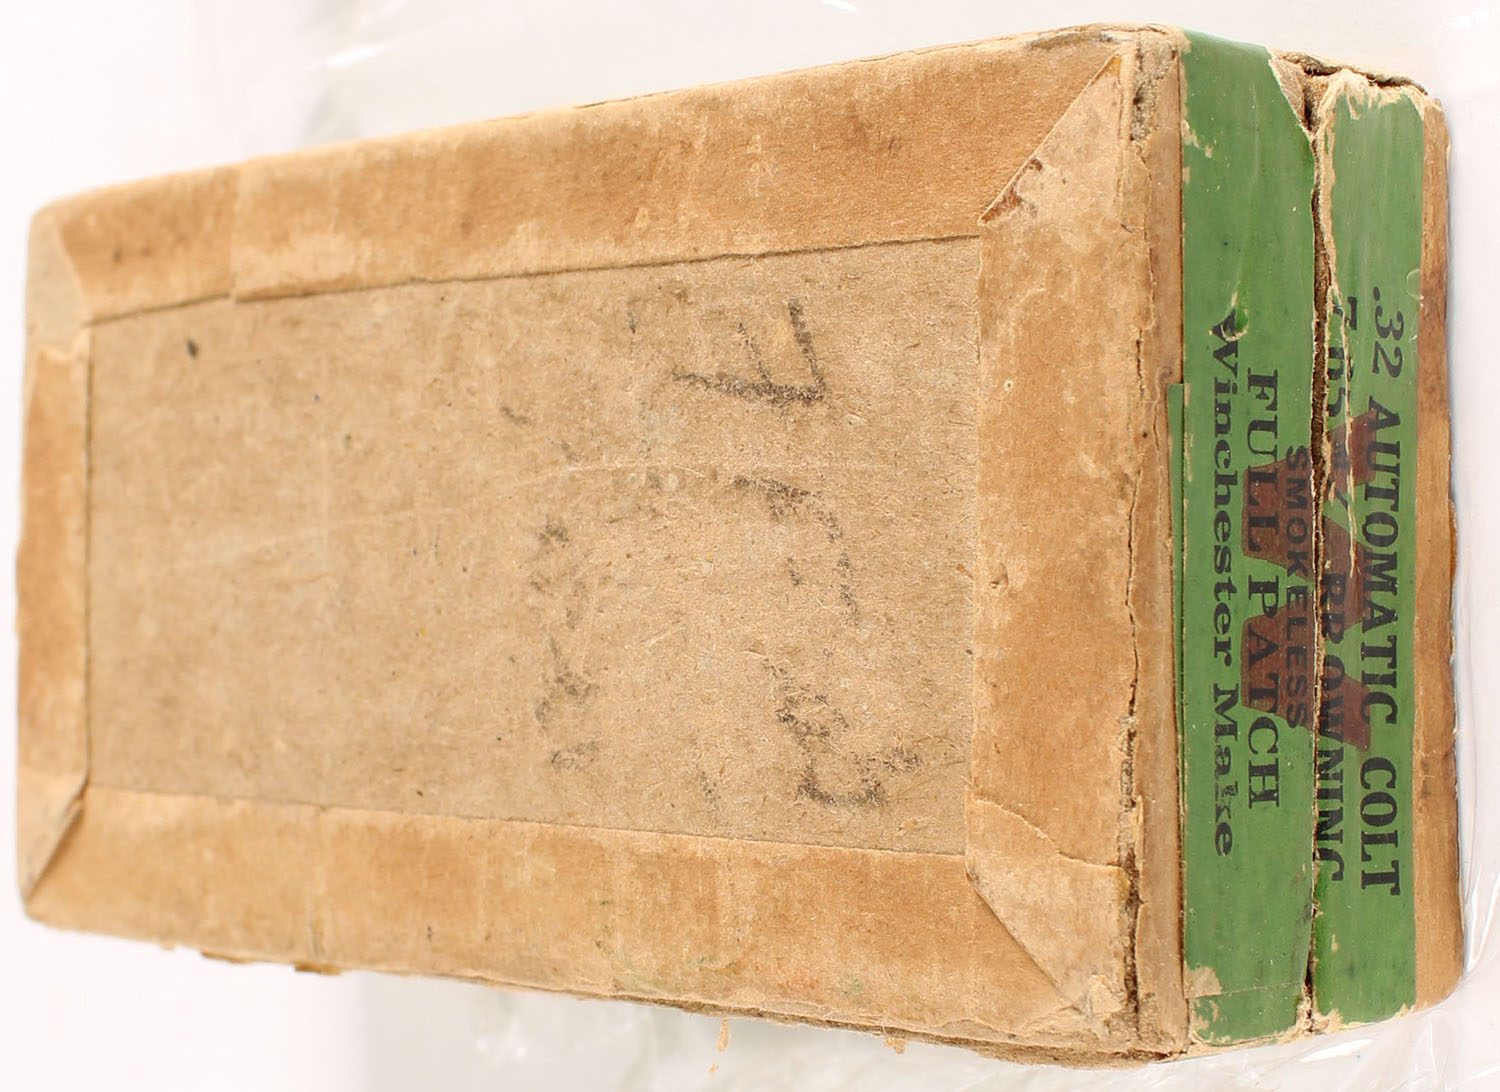 .32 AUTOMATIC COLT
7.65 BROWNING
SMOKELESS
FULL PATCH
Winchester Make
W